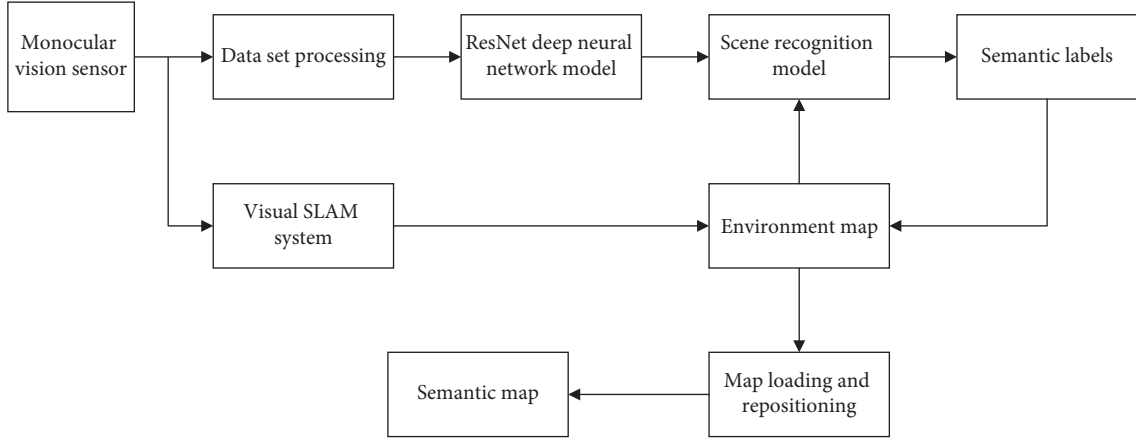 Monocular
vision sensor
Data set processing
ResNet deep neural
network model
Scene recognition
model
Semantic labels
Visual SLAM
system
Environment map
Semantic map
Map loading and
repositioning